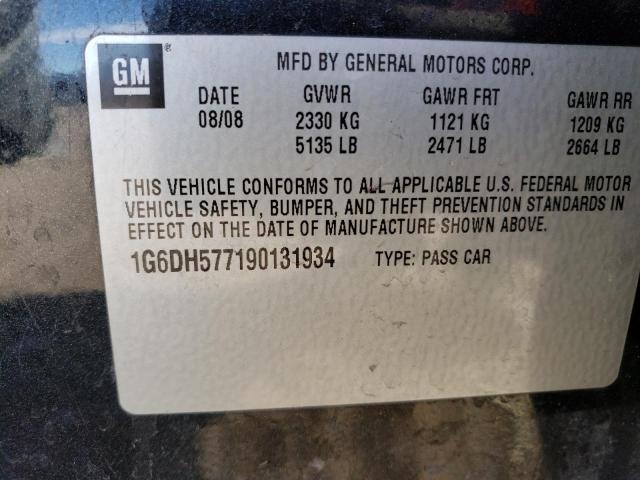 GM ®
MFD BY GENERAL MOTORS CORP.
DATE GVWR GAWR FRT GAWR RR
08/08 2330 KG 1121 KG 1209 KG
5135 LB 2471 LB 2664 LB
THIS VEHICLE CONFORMS TO ALL APPLICABLE U.S. FEDERAL MOTOR
VEHICLE SAFETY, BUMPER, AND THEFT PREVENTION STANDARDS IN
EFFECT ON THE DATE OF MANUFACTURE SHOWN ABOVE.
1G6DH577190131934 TYPE: PASS CAR